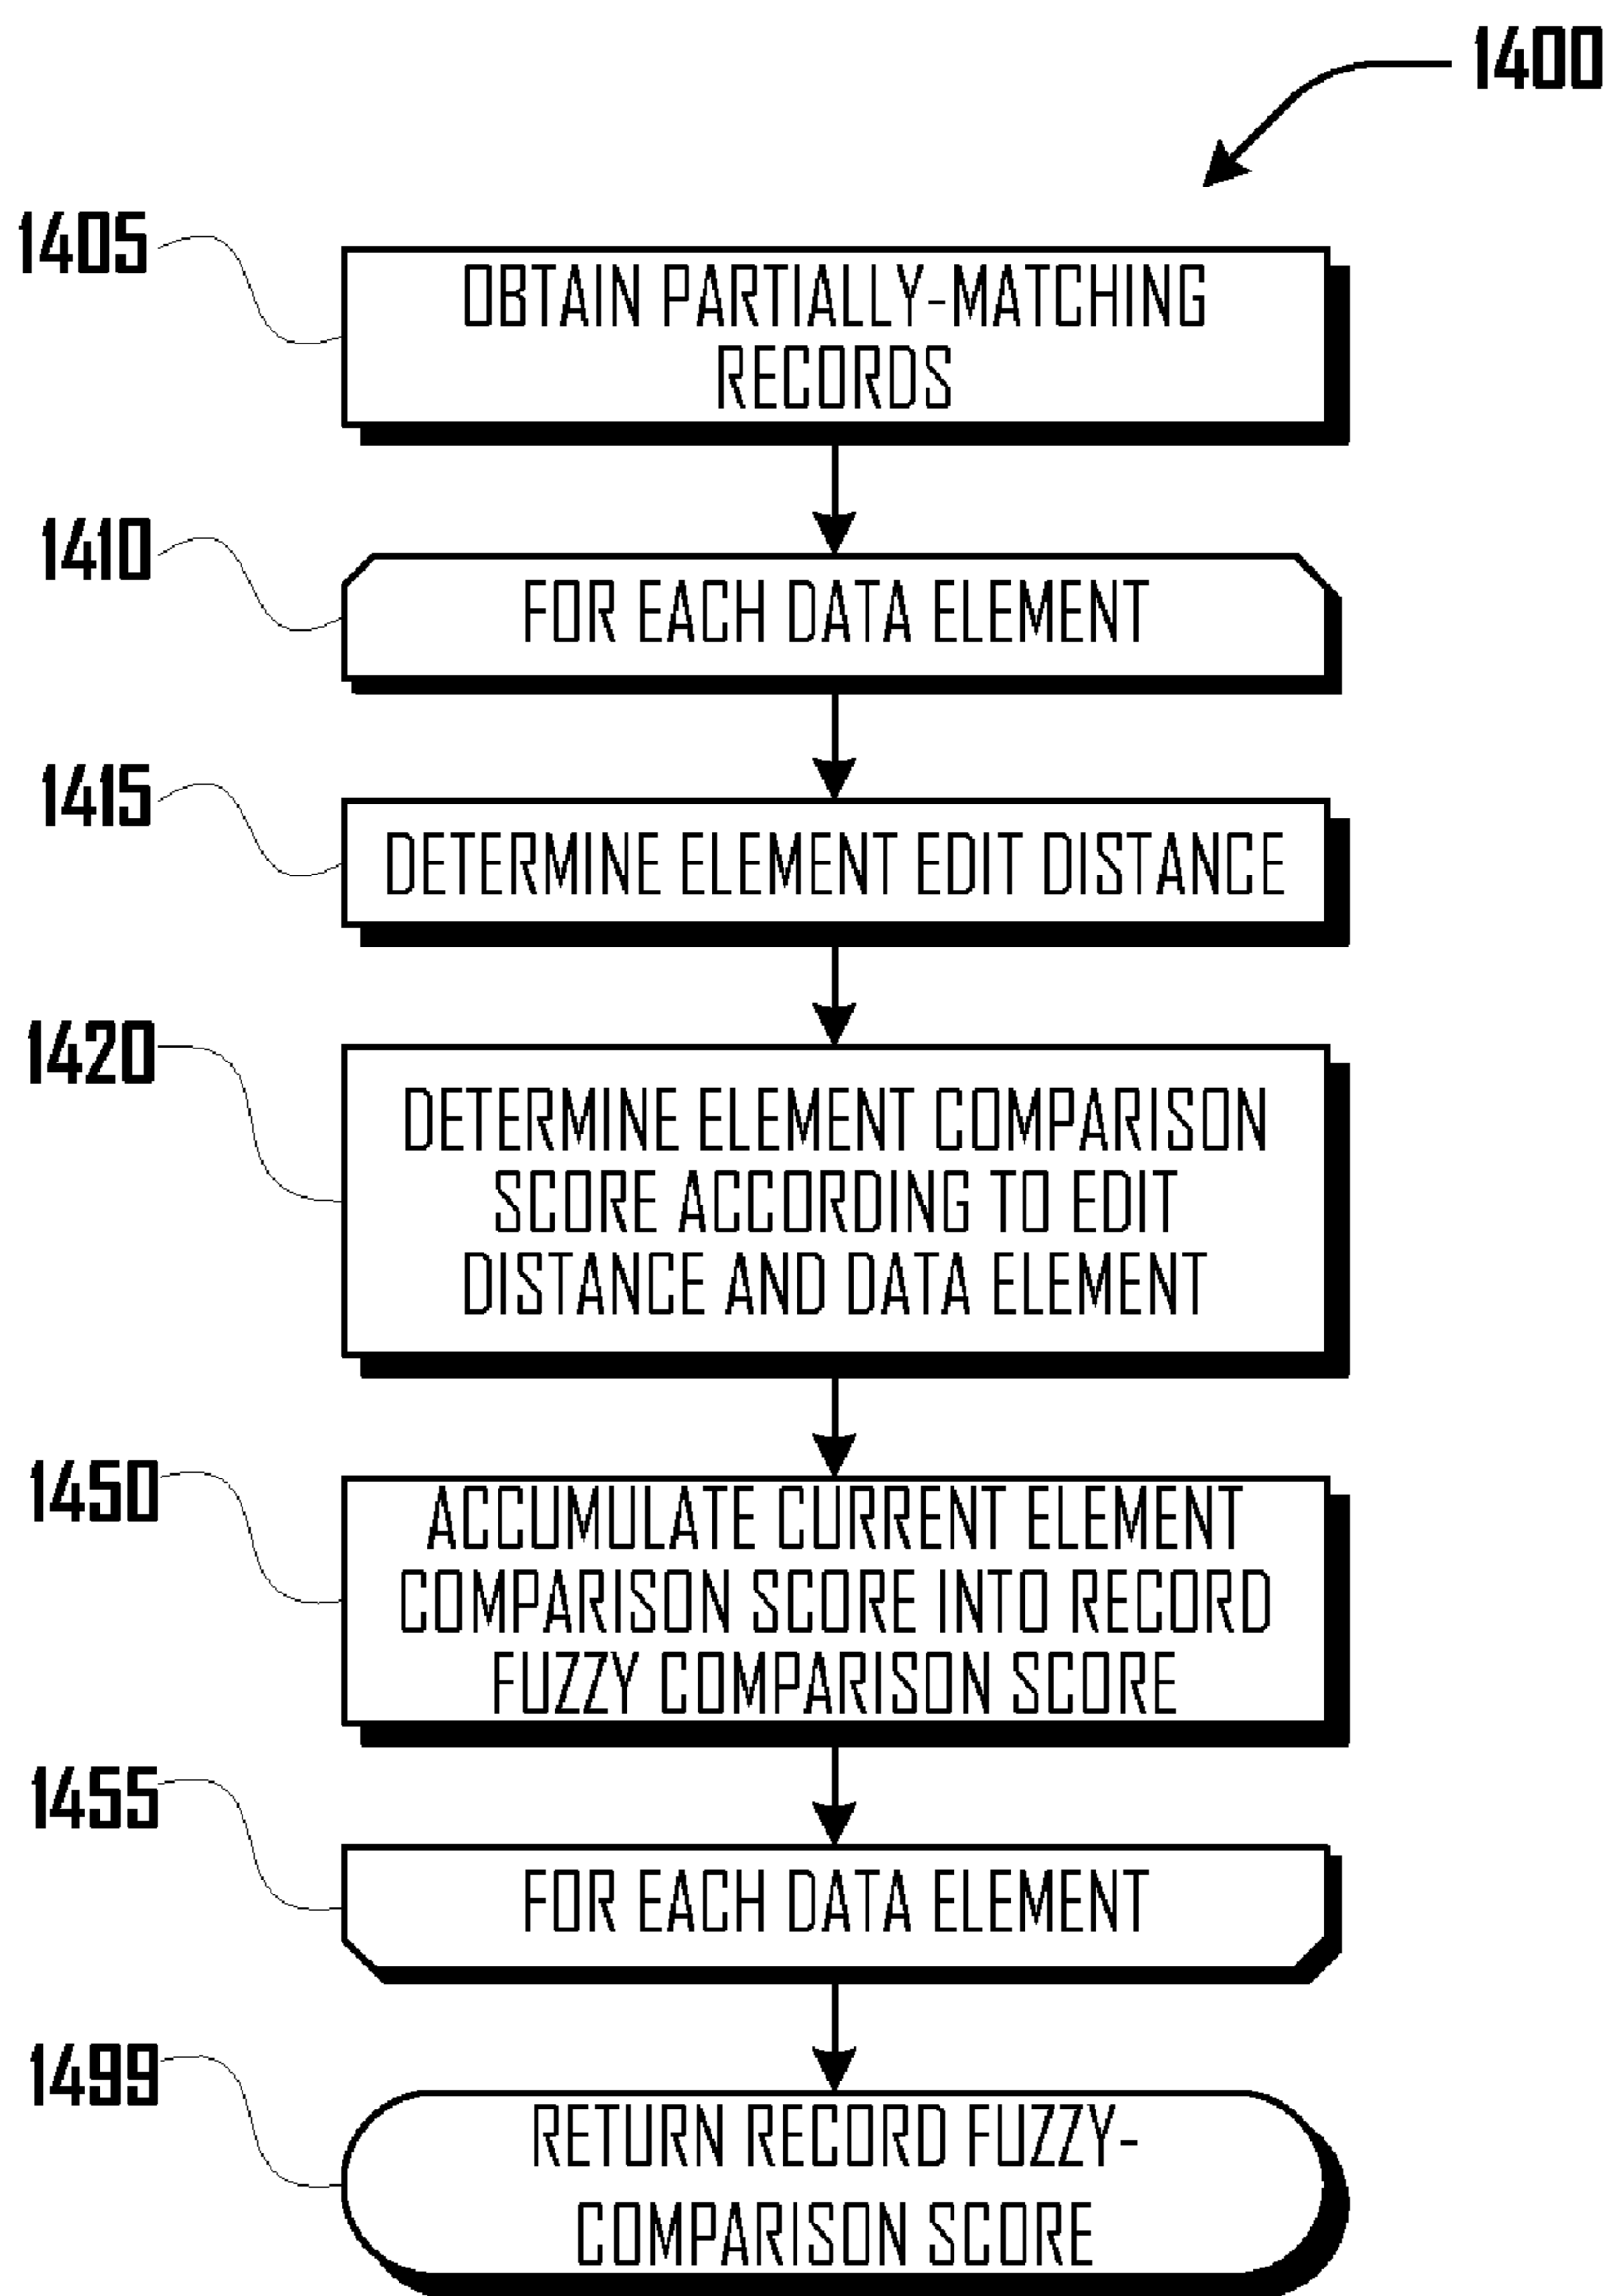 1400
1405
OBTAIN PARTIALLY-MATCHING
RECORDS
1410
FOR EACH DATA ELEMENT
1415
DETERMINE ELEMENT EDIT DISTANCE
1420
DETERMINE ELEMENT COMPARISON
SCORE ACCORDING TO EDIT
DISTANCE AND DATA ELEMENT
1450
ACCUMULATE CURRENT ELEMENT
COMPARISON SCORE INTO RECORD
FUZZY COMPARISON SCORE
1455
FOR EACH DATA ELEMENT
1499
RETURN RECORD FUZZY-
COMPARISON SCORE